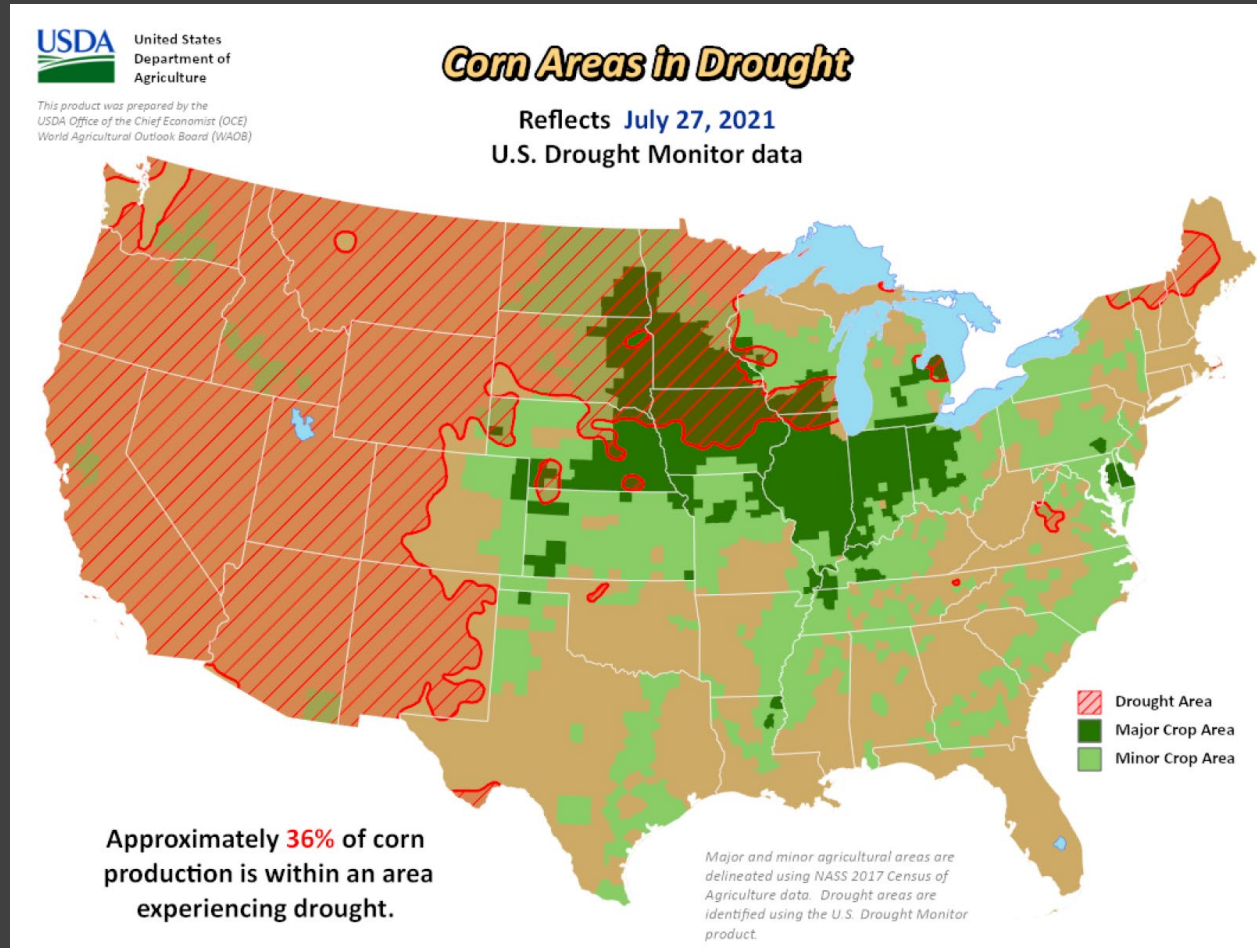 USDA
United States
Department of
Agriculture
This product was prepared by the
USDA Office of the Chief Economist (OCE)
World Agricultural Outlook Board (WAOB)
Corn Areas in Drought
Reflects July 27, 2021
U.S. Drought Monitor data
Drought Area
Major Crop Area
Minor Crop Area
Approximately 36% of corn
production is within an area
experiencing drought.
Major and minor agricultural areas are
delineated using NASS 2017 Census of
Agriculture data. Drought areas are
identified using the U.S. Drought Monitor
product.